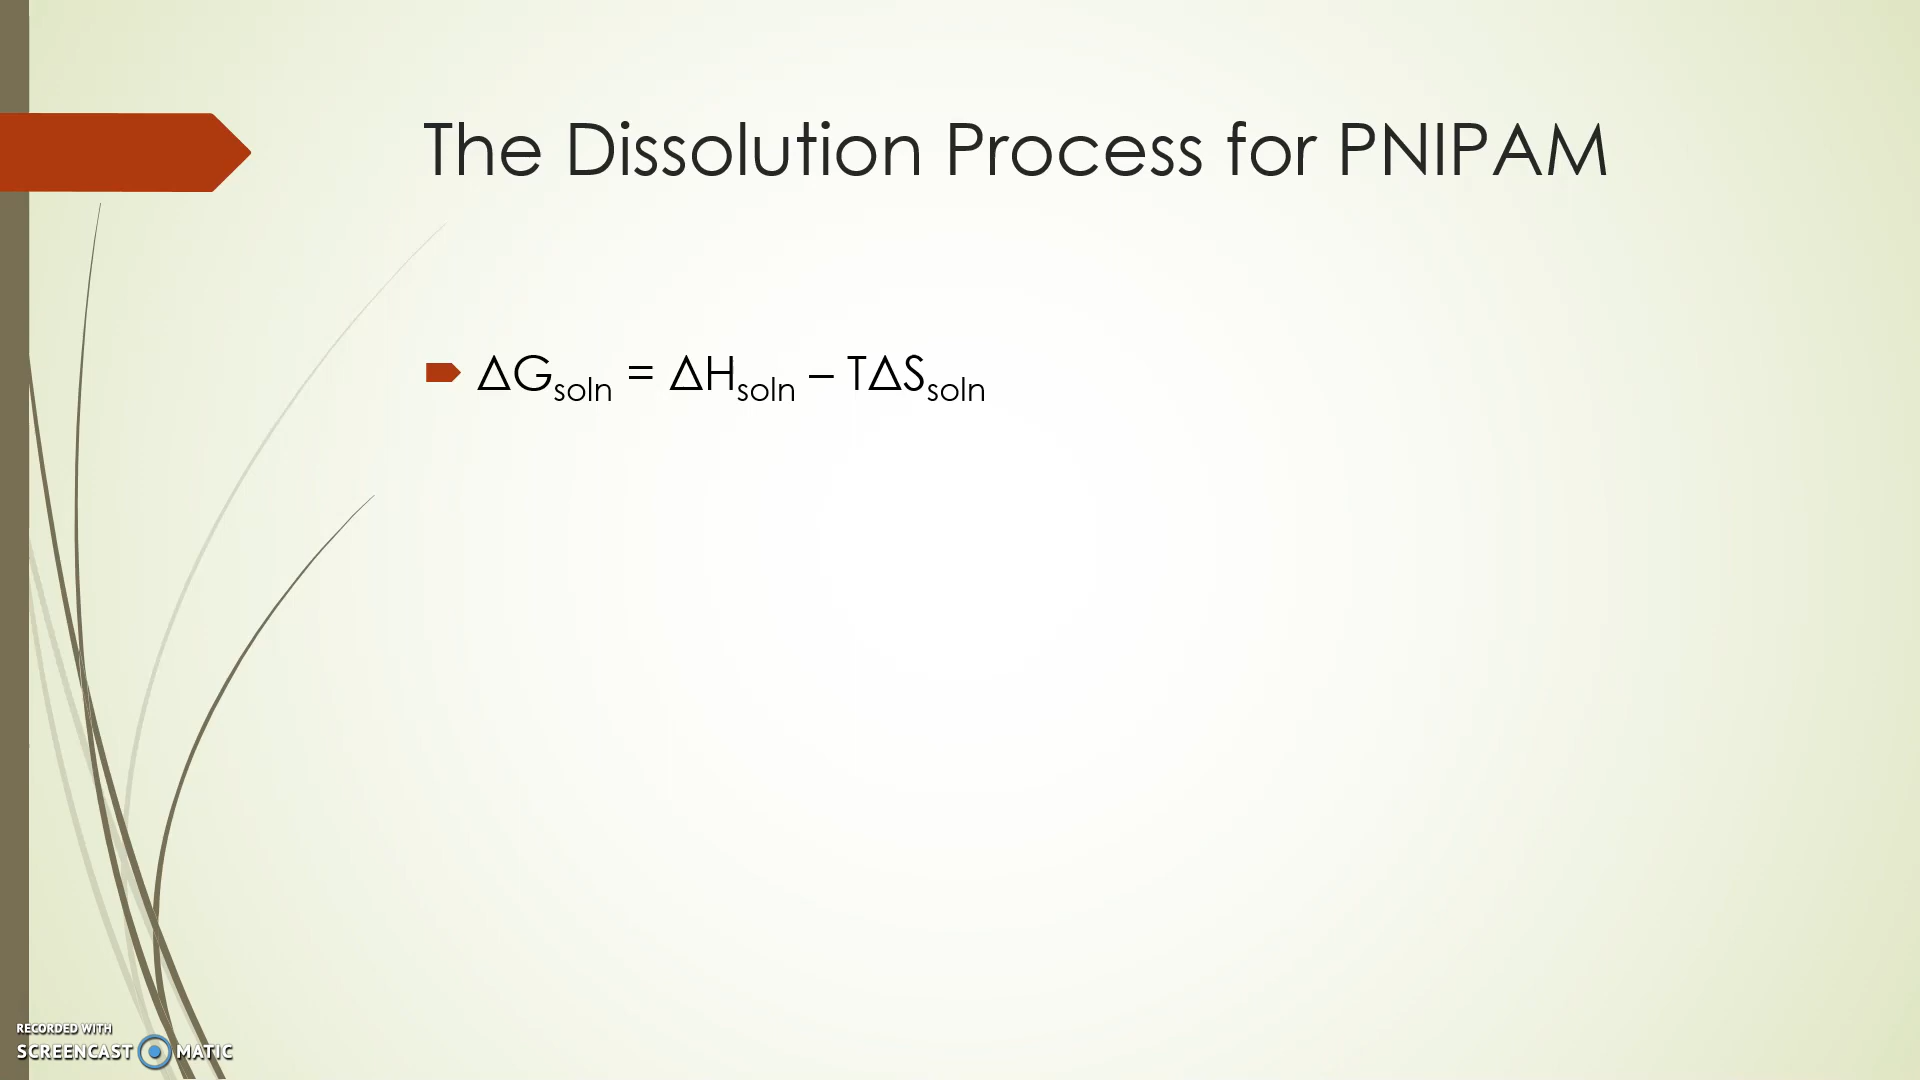 The Dissolution Process for PNIPAM
ΔGsoln = ΔHsoln – TΔSsoln
RECORDED WITH
SCREENCAST MATIC